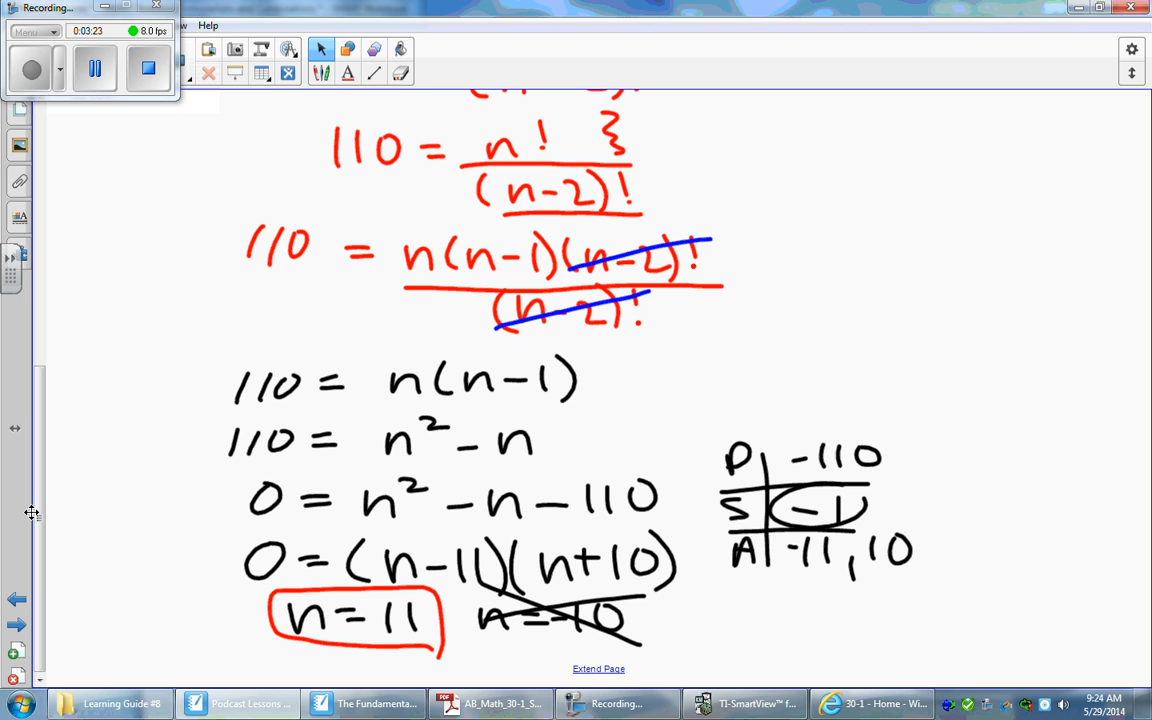 Recording...
Menu
0:03:23
8.0 fps
Help
110 = n!
(n-2)!
110 = n(n-1)(n-2)!
(n-2)!
110 = n(n-1)
110 = n² - n
0 = n² - n - 110
P | -110
S | -1
0 = (n-11)(n+10)
A | -11, 10
n = 11
n = -10
Extend Page
Learning Guide #8
Podcast Lessons ...
The Fundamenta...
AB_Math_30-1_S...
Recording...
TI-SmartView™ f...
30-1 - Home - Wi...
9:24 AM
5/29/2014